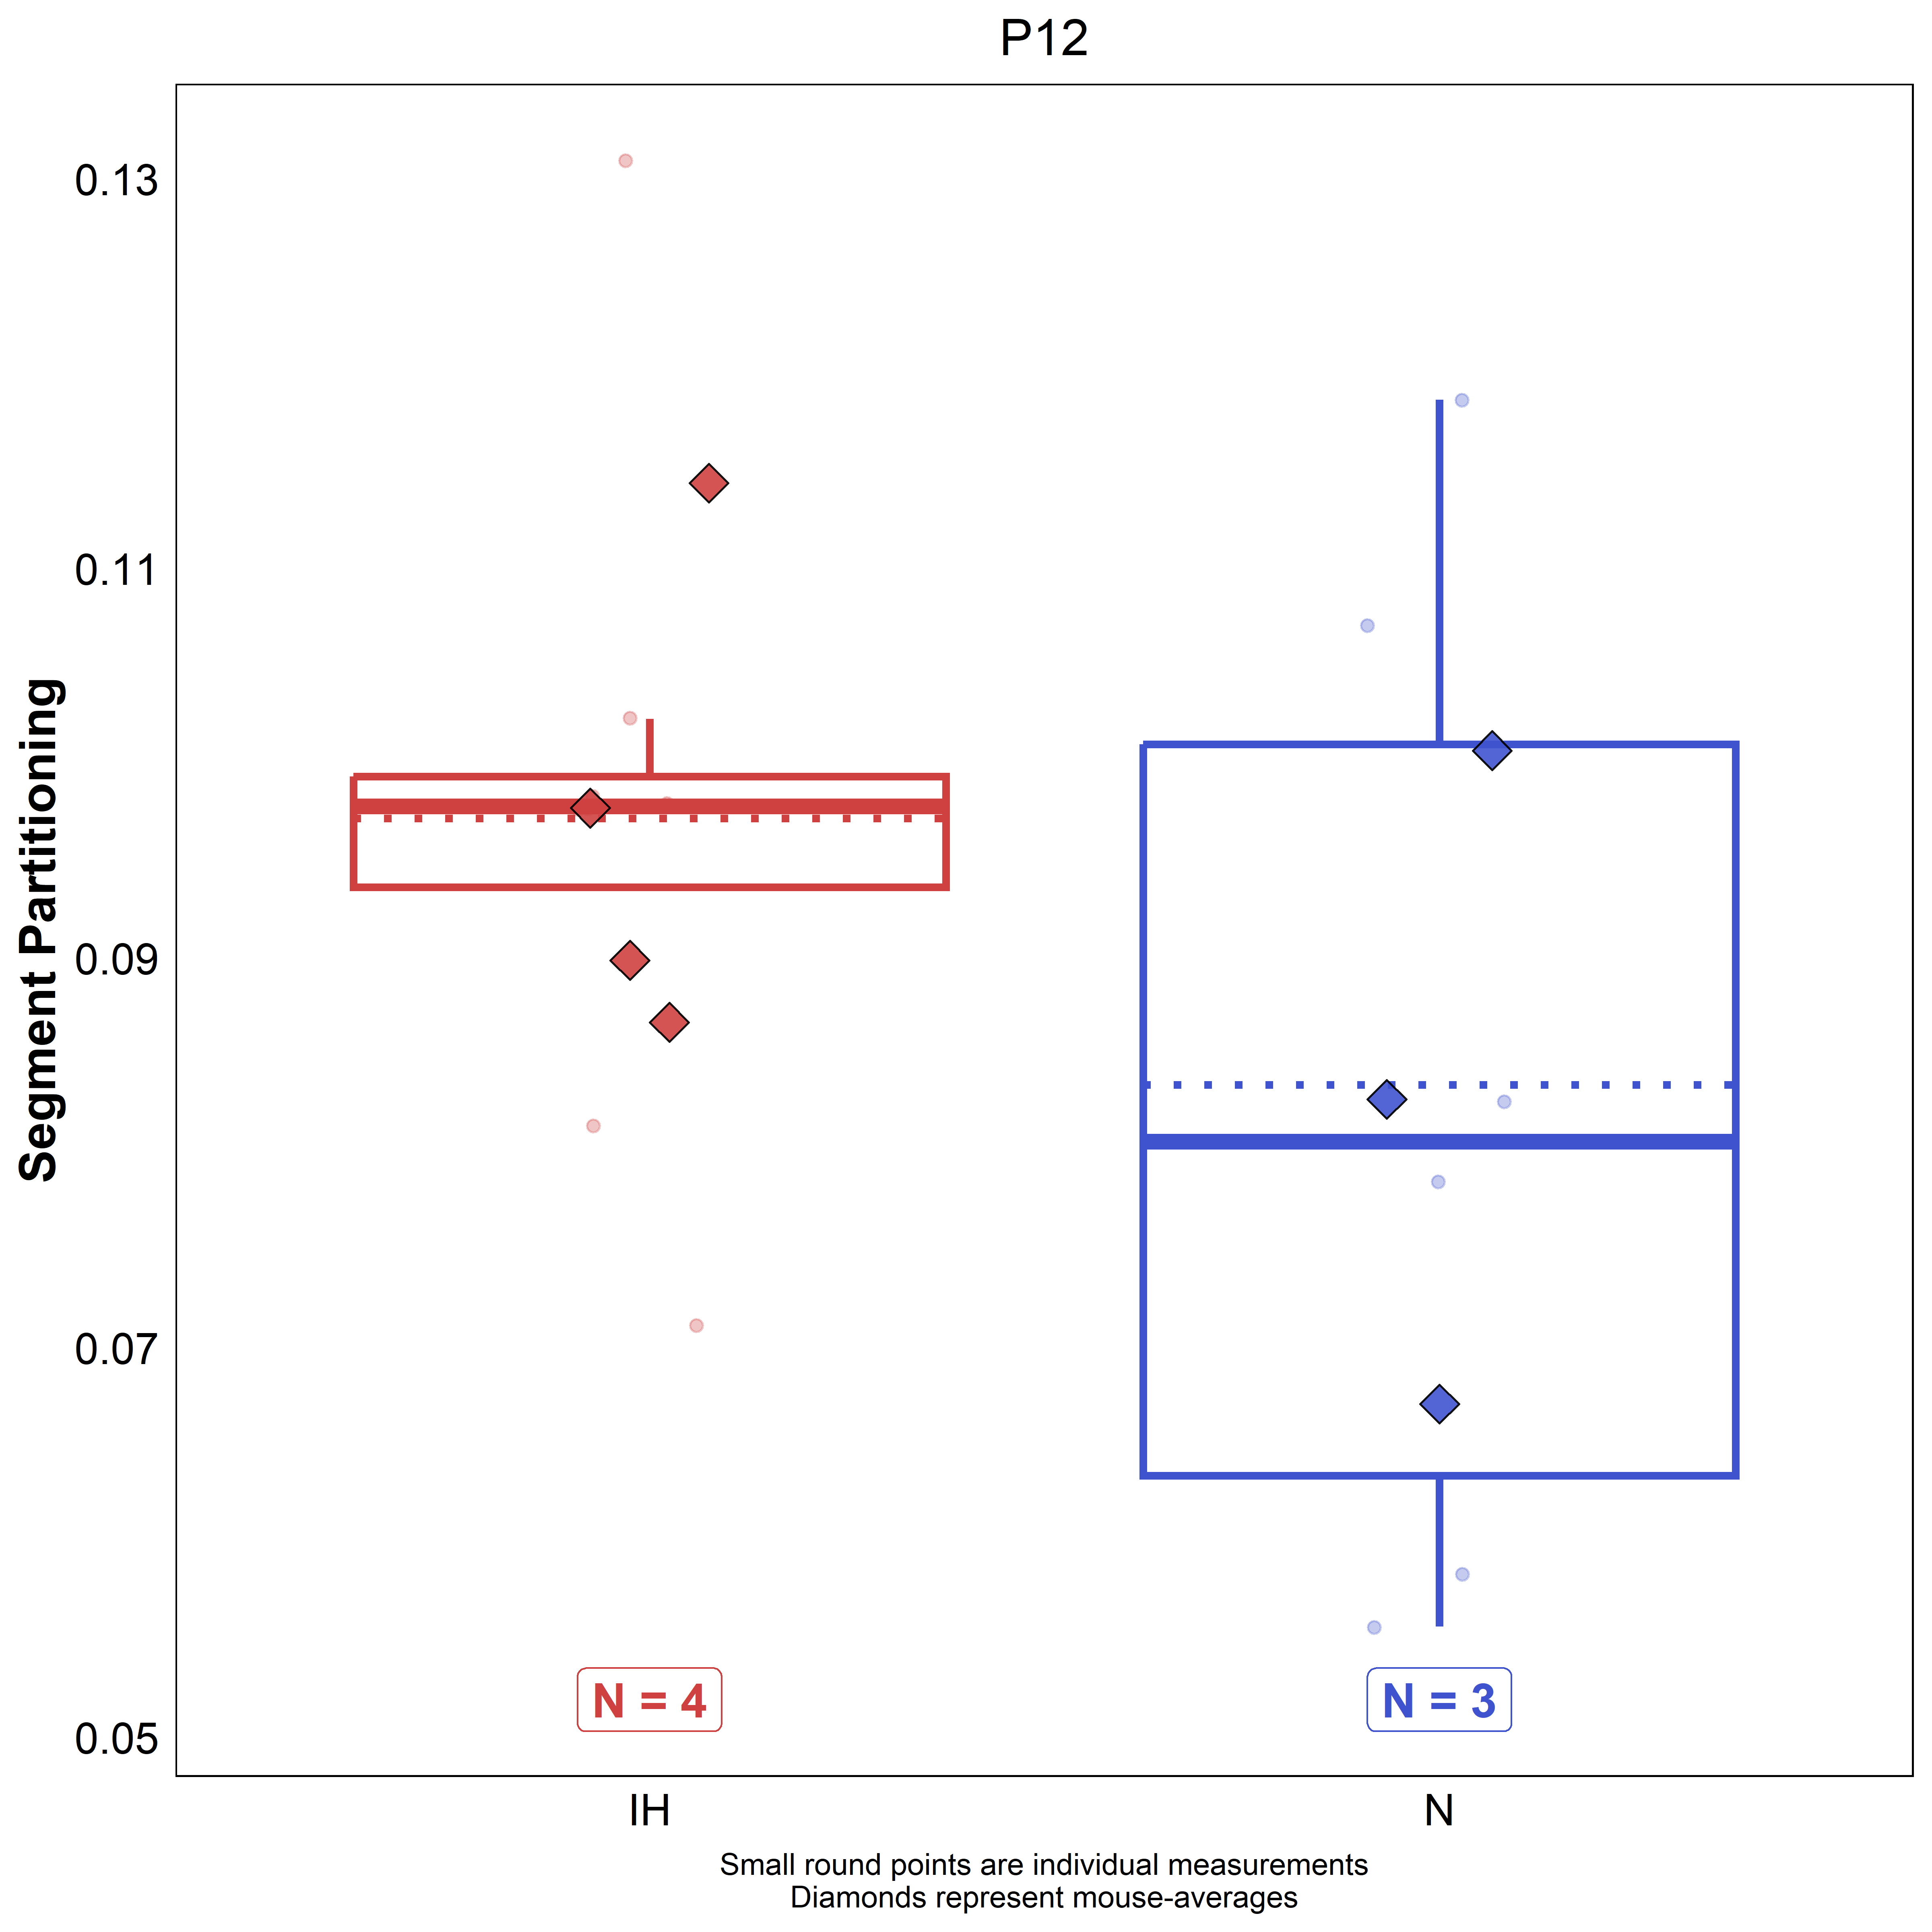 P12
Segment Partitioning
0.13
0.11
0.09
0.07
0.05
N = 4
N = 3
IH
N
Small round points are individual measurements
Diamonds represent mouse-averages